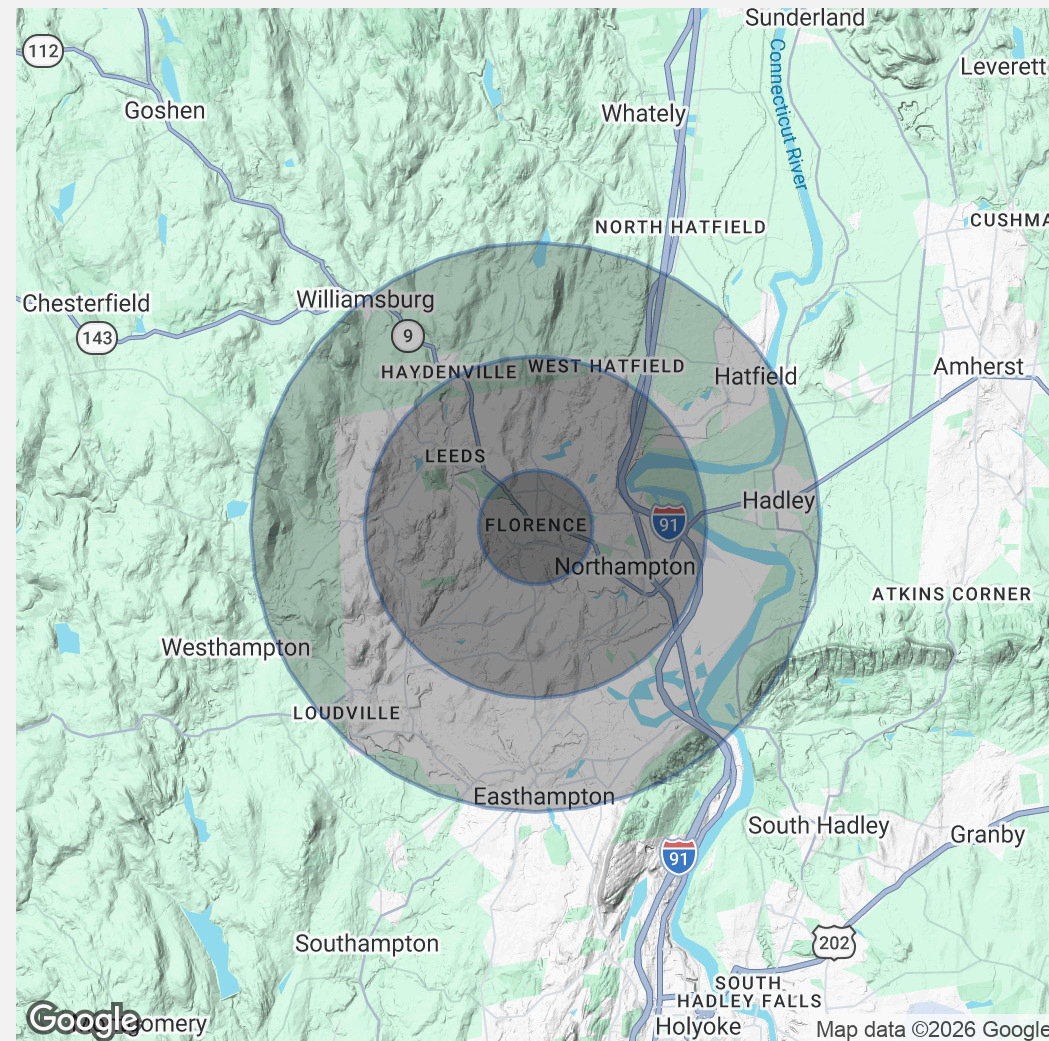 Sunderland
112
Leverett
Goshen
Whately
Connecticut River
NORTH HATFIELD
CUSHMA
Chesterfield
Williamsburg
143
9
HAYDENVILLE
WEST HATFIELD
Amherst
Hatfield
LEEDS
Hadley
FLORENCE
91
Northampton
ATKINS CORNER
Westhampton
LOUDVILLE
Easthampton
South Hadley
Granby
91
Southampton
202
SOUTH
HADLEY FALLS
Google
gomery
Holyoke
Map data ©2026 Google